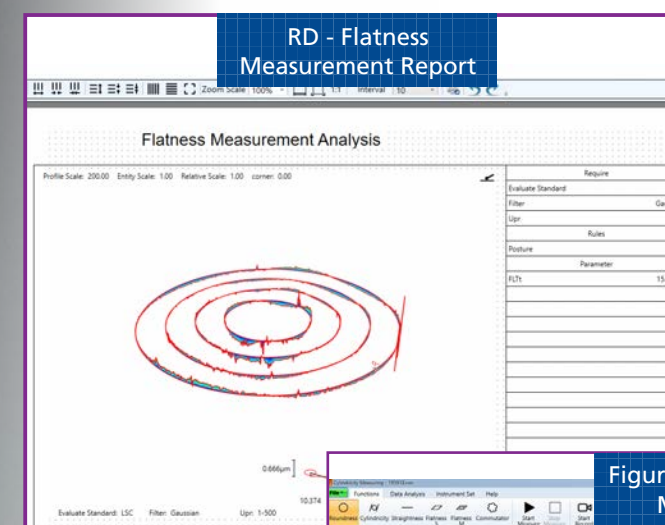 RD - Flatness
Measurement Report
Zoom Scale 100% 1:1 Interval 10
Flatness Measurement Analysis
Profile Scale: 200.00 Entity Scale: 1.00 Relative Scale: 1.00 corner: 0.00
Require
Evaluate Standard
Filter
Upr:
Rules
Posture
Parameter
FLTt 15
0.666μm
10.374
Evaluate Standard: LSC Filter: Gaussian Upr: 1-500
Functions Data Analysis Instrument Set Help
Roundness Cylindricity Straightness Flatness Flatness Commutator Start Start